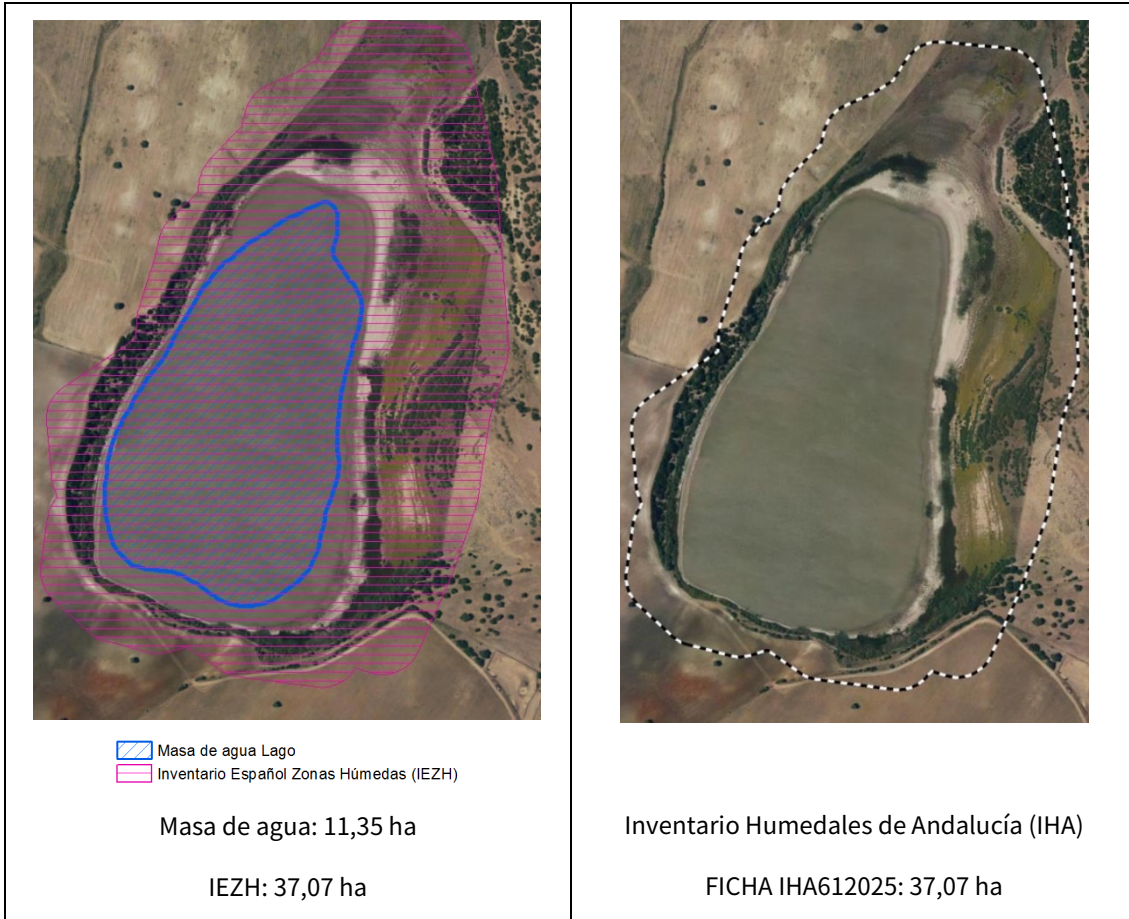 Masa de agua Lago
Inventario Español Zonas Húmedas (IEZH)
Masa de agua: 11,35 ha
IEZH: 37,07 ha
Inventario Humedales de Andalucía (IHA)
FICHA IHA612025: 37,07 ha